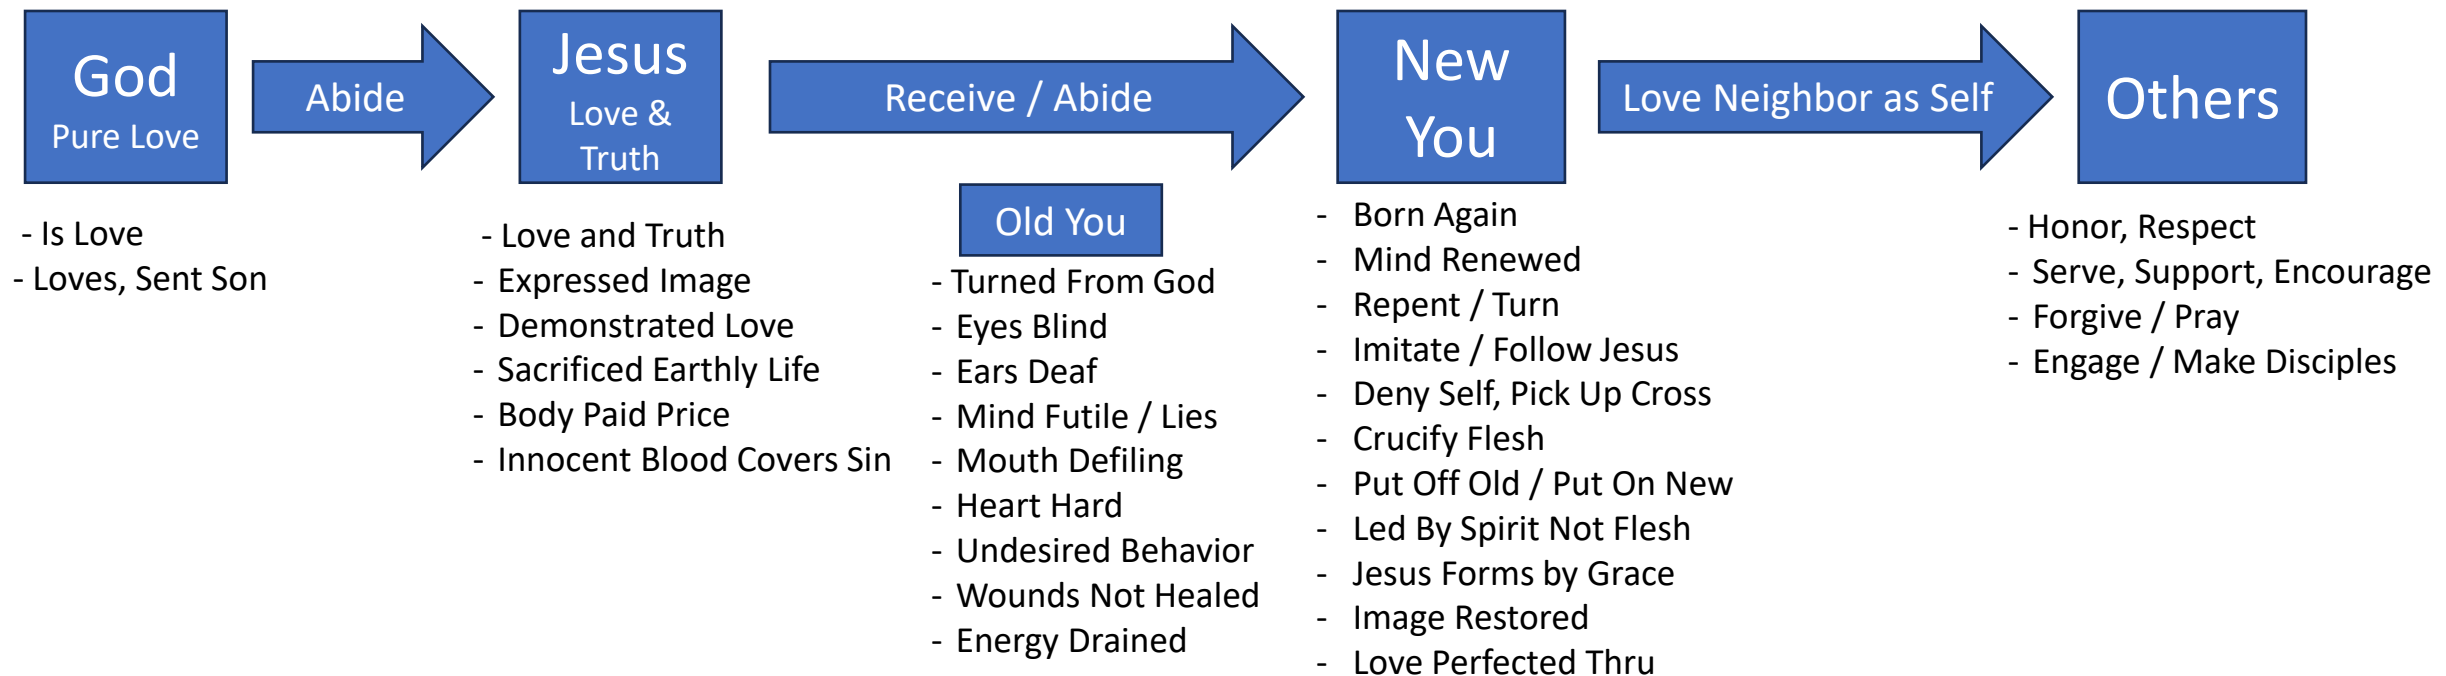 God
Pure Love
Abide
Jesus
Love &
Truth
Receive / Abide
New
You
Love Neighbor as Self
Others
- Is Love
- Loves, Sent Son
- Love and Truth
- Expressed Image
- Demonstrated Love
- Sacrificed Earthly Life
- Body Paid Price
- Innocent Blood Covers Sin
Old You
- Turned From God
- Eyes Blind
- Ears Deaf
- Mind Futile / Lies
- Mouth Defiling
- Heart Hard
- Undesired Behavior
- Wounds Not Healed
- Energy Drained
- Born Again
- Mind Renewed
- Repent / Turn
- Imitate / Follow Jesus
- Deny Self, Pick Up Cross
- Crucify Flesh
- Put Off Old / Put On New
- Led By Spirit Not Flesh
- Jesus Forms by Grace
- Image Restored
- Love Perfected Thru
- Honor, Respect
- Serve, Support, Encourage
- Forgive / Pray
- Engage / Make Disciples